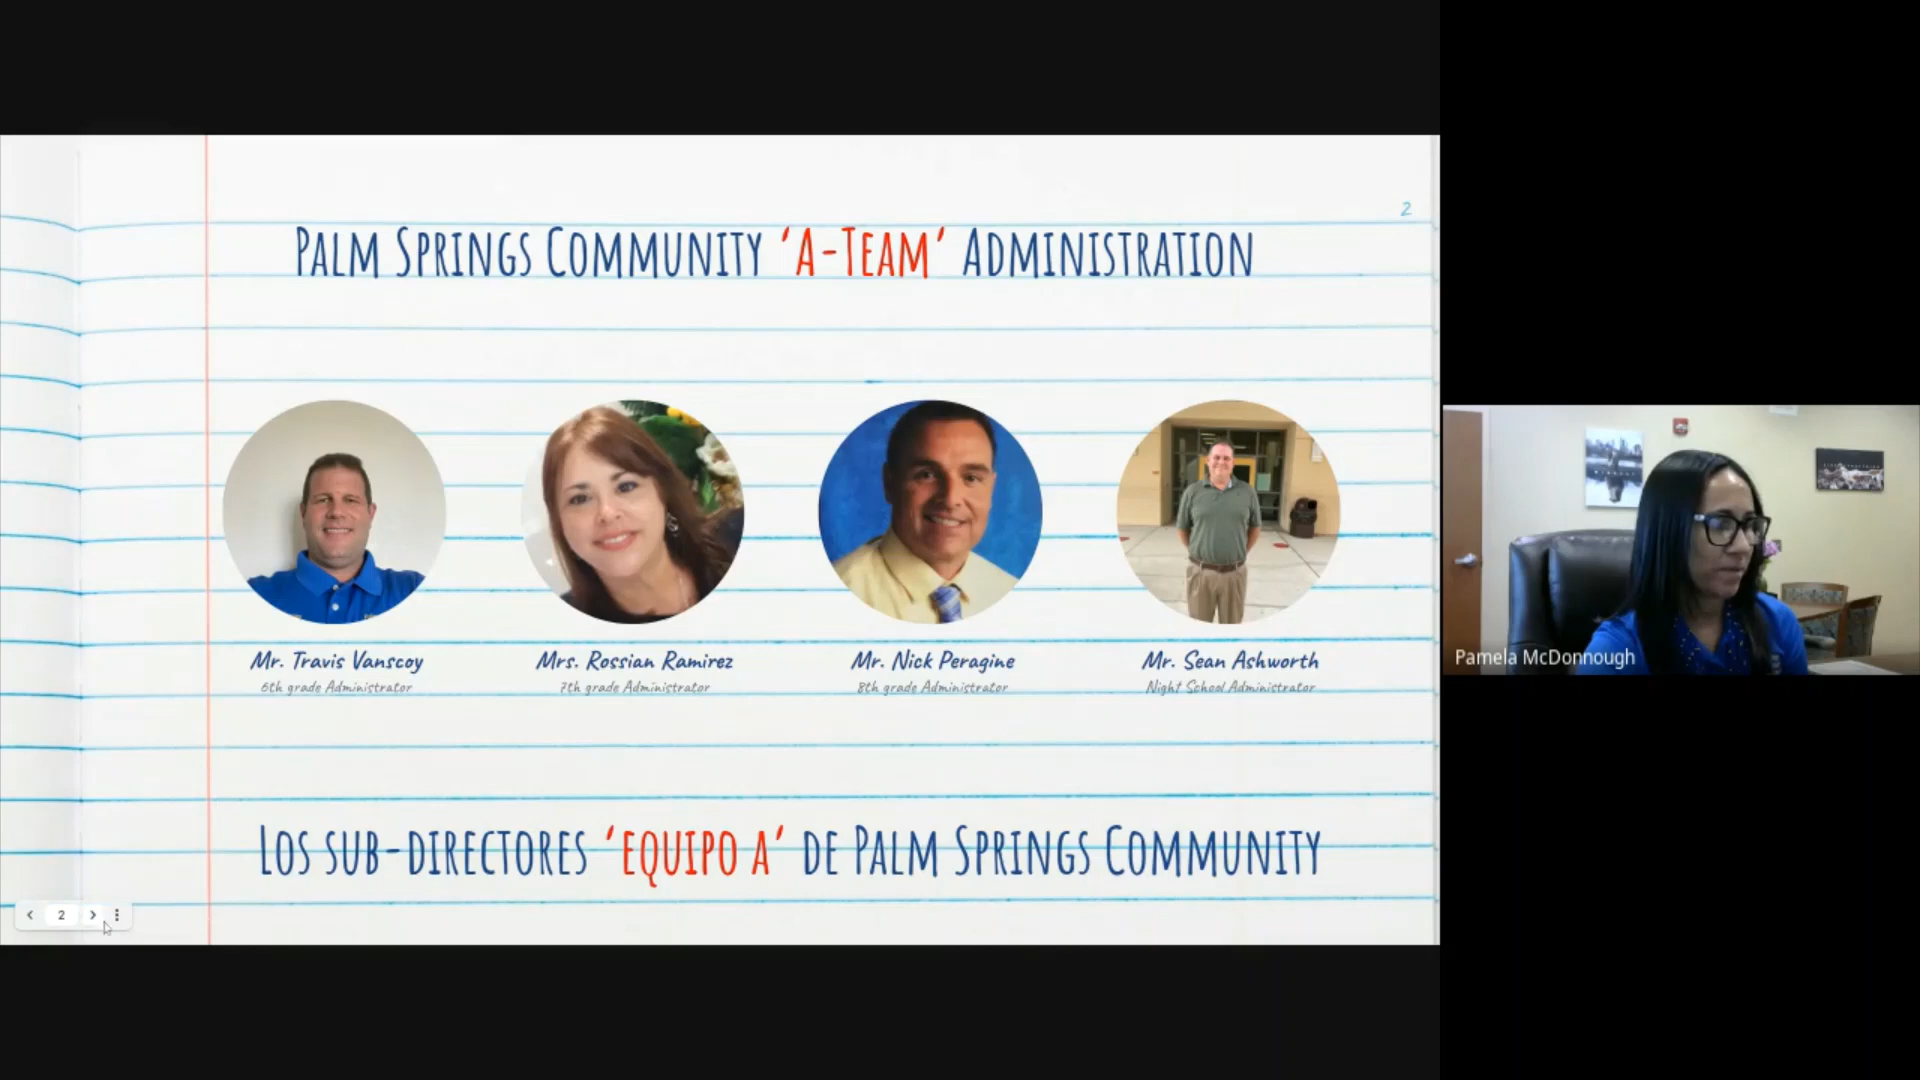 2
PALM SPRINGS COMMUNITY 'A-TEAM' ADMINISTRATION
Mr. Travis Vanscoy
6th grade Administrator
Mrs. Rossian Ramirez
7th grade Administrator
Mr. Nick Peragine
8th grade Administrator
Mr. Sean Ashworth
Night School Administrator
LOS SUB-DIRECTORES 'EQUIPO A' DE PALM SPRINGS COMMUNITY
2
Pamela McDonnough